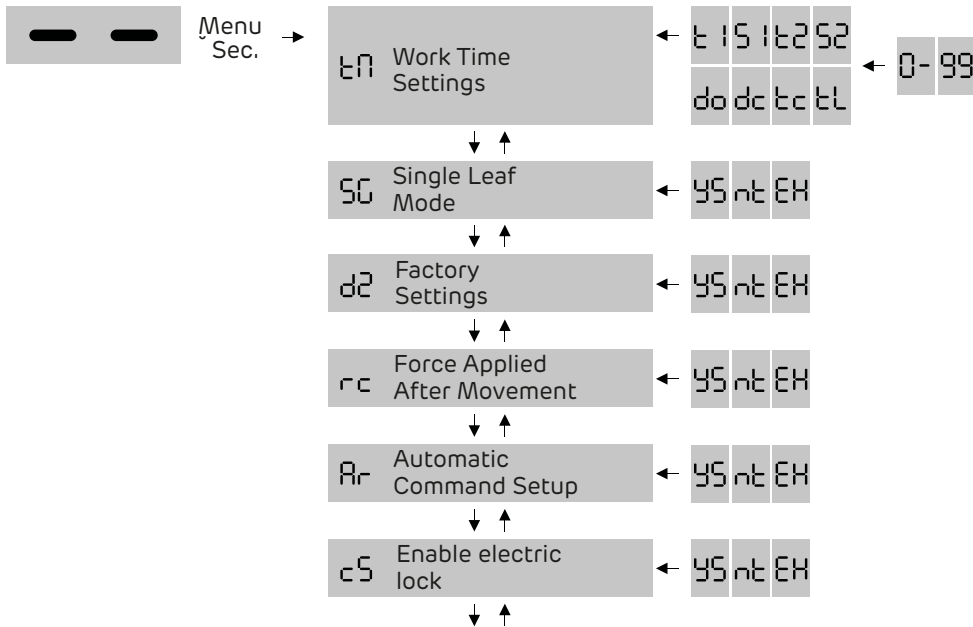 Menu
Sec.
tM
Work Time
Settings
t1 S1 t2 S2
do dc tc tL
0- 99
SG
Single Leaf
Mode
YS nt EH
d2
Factory
Settings
YS nt EH
rc
Force Applied
After Movement
YS nt EH
Ar
Automatic
Command Setup
YS nt EH
cS
Enable electric
lock
YS nt EH